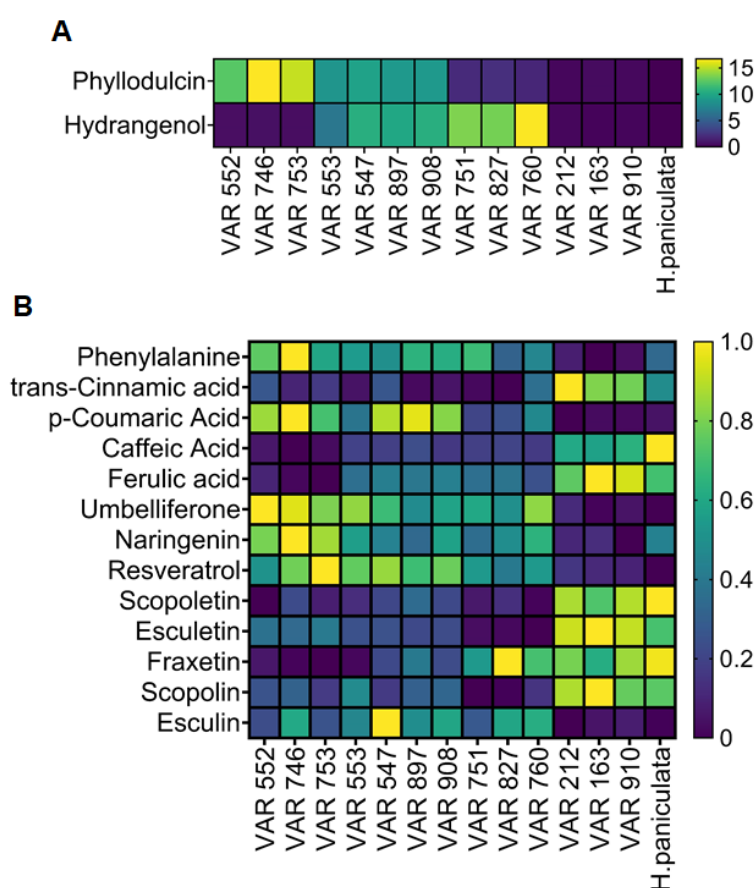 A
Phyllodulcin
Hydrangenol
15
10
5
0
VAR 552
VAR 746
VAR 753
VAR 553
VAR 547
VAR 897
VAR 908
VAR 751
VAR 827
VAR 760
VAR 212
VAR 163
VAR 910
H.paniculata
B
Phenylalanine
trans-Cinnamic acid
p-Coumaric Acid
Caffeic Acid
Ferulic acid
Umbelliferone
Naringenin
Resveratrol
Scopoletin
Esculetin
Fraxetin
Scopolin
Esculin
1.0
0.8
0.6
0.4
0.2
0
VAR 552
VAR 746
VAR 753
VAR 553
VAR 547
VAR 897
VAR 908
VAR 751
VAR 827
VAR 760
VAR 212
VAR 163
VAR 910
H.paniculata